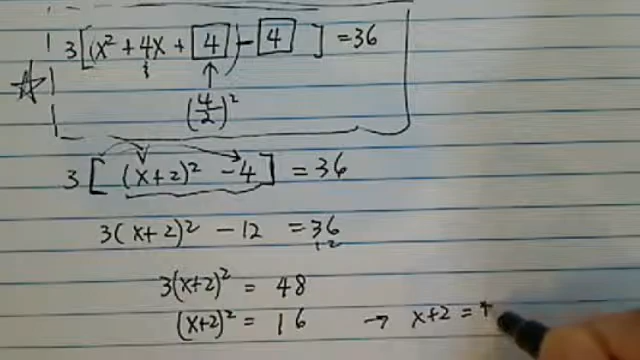 3[(x² + 4x + 4) - 4 ] = 36
(4/2)²
3[ (x+2)² - 4 ] = 36
3(x+2)² - 12 = 36
+12
3(x+2)² = 48
(x+2)² = 16 → x+2 =